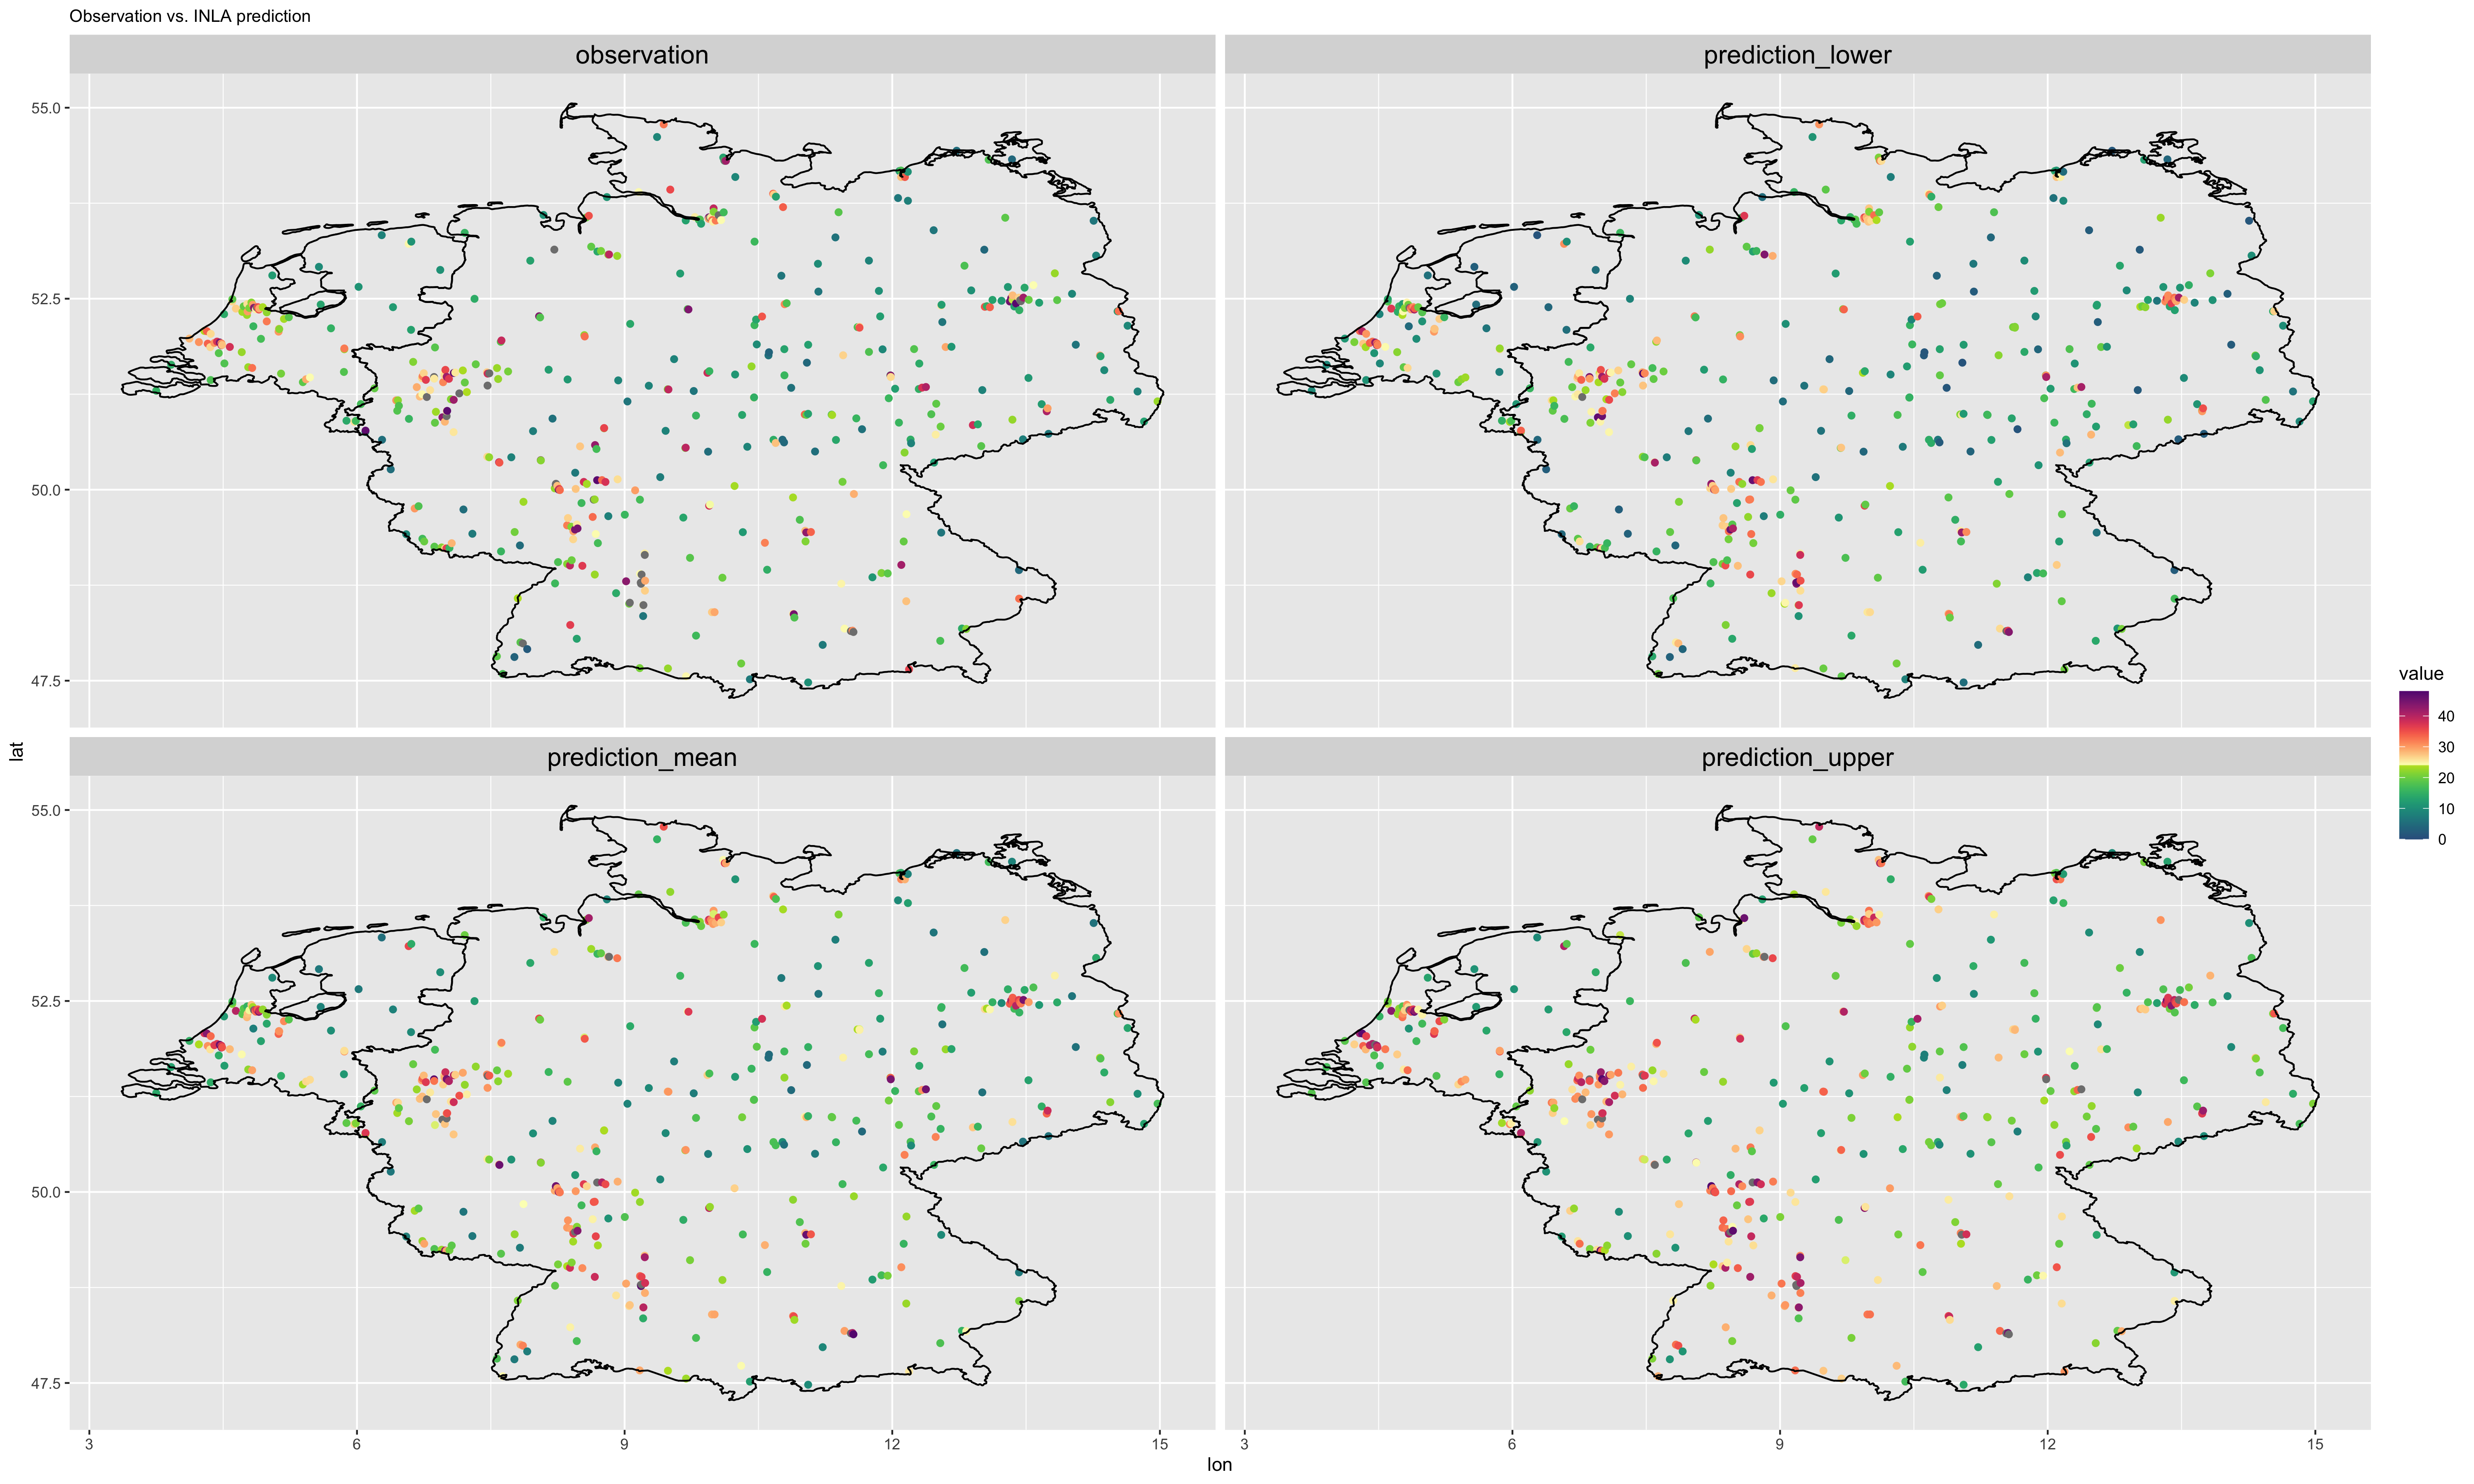 Observation vs. INLA prediction
observation
prediction_lower
55.0
52.5
50.0
47.5
lat
prediction_mean
prediction_upper
55.0
52.5
50.0
47.5
3
6
9
12
15
3
6
9
12
15
lon
value
40
30
20
10
0